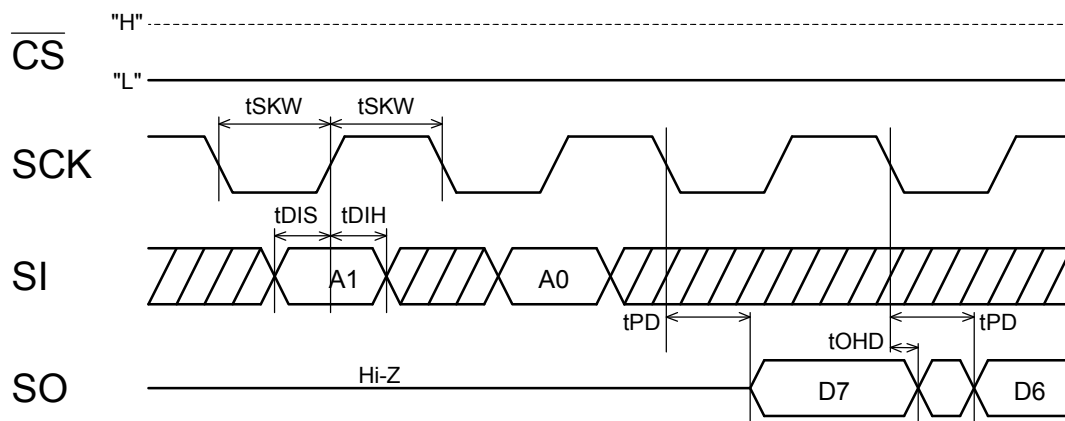 "H"
CS
"L"
tSKW tSKW
SCK
tDIS tDIH
SI A1 A0
tPD tPD
tOHD
Hi-Z
SO D7 D6